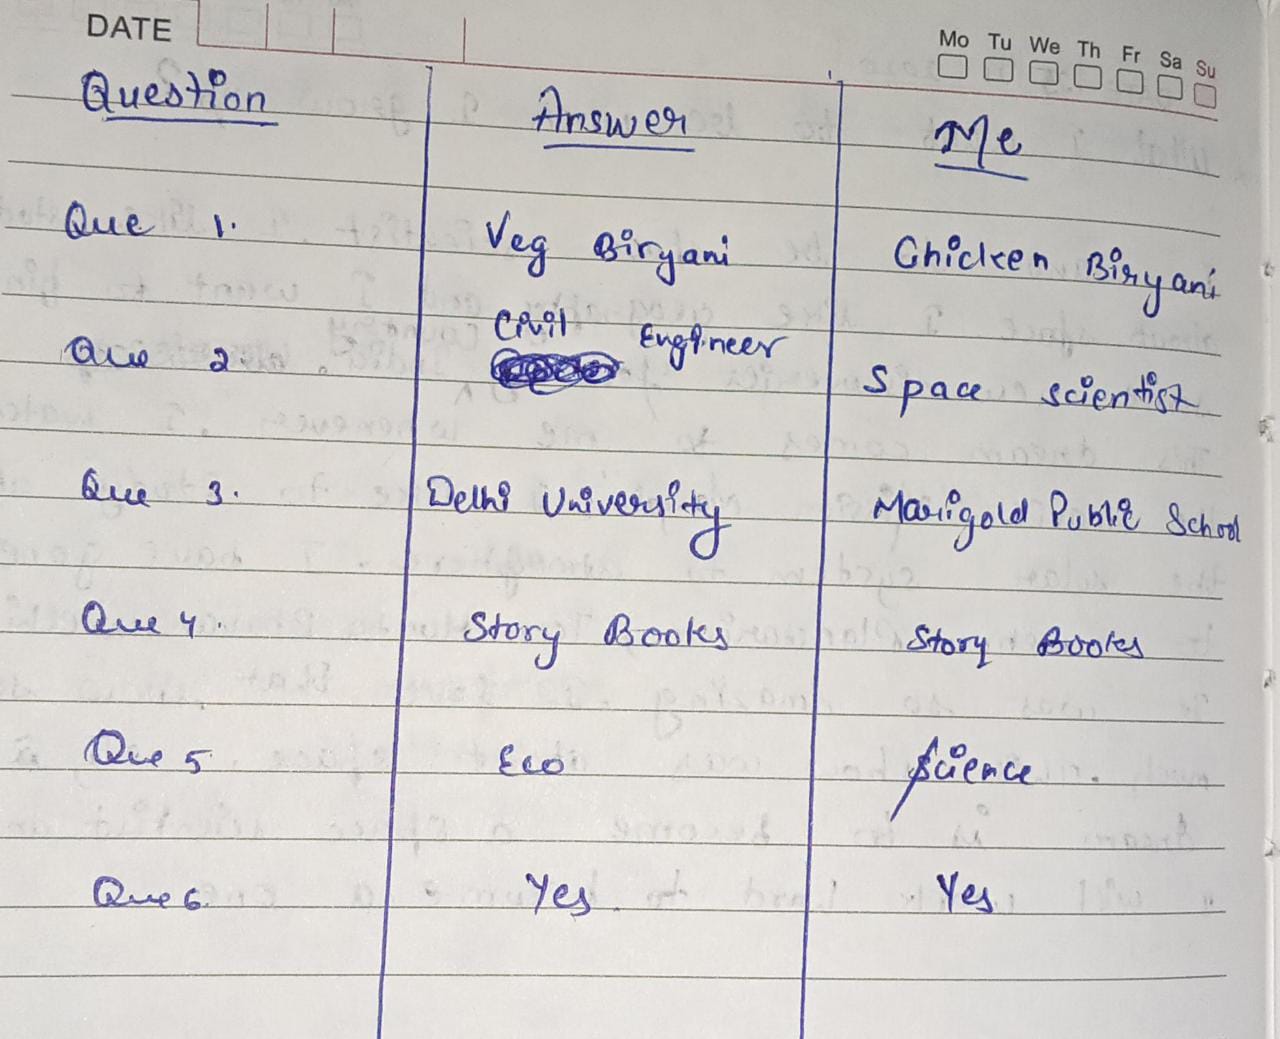 DATE
Mo Tu We Th Fr Sa Su
Question Answer Me
Que 1. Veg Biryani Chicken Biryani
Que 2. Civil Engineer Space scientist
Que 3. Delhi University Marigold Public School
Que 4. Story Books Story Books
Que 5 Eco Science
Que 6. Yes Yes